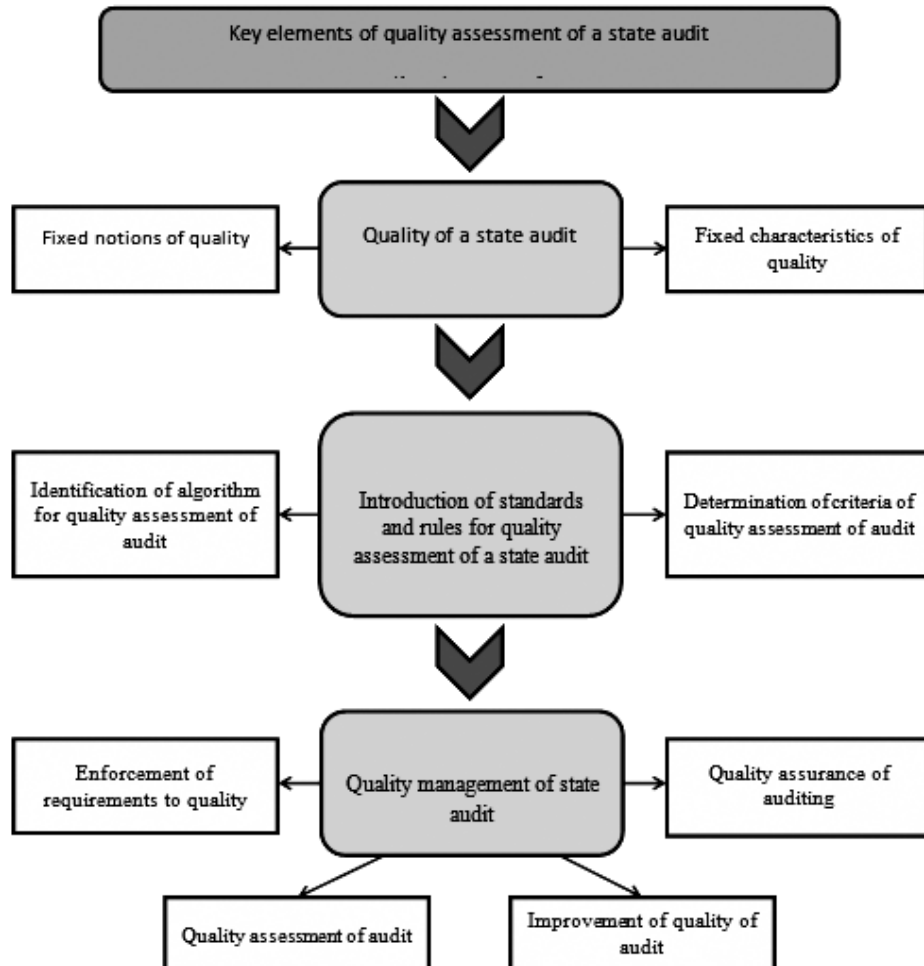 Key elements of quality assessment of a state audit
Fixed notions of quality
Quality of a state audit
Fixed characteristics of
quality
Identification of algorithm
for quality assessment of
audit
Introduction of standards
and rules for quality
assessment of a state audit
Determination of criteria of
quality assessment of audit
Enforcement of
requirements to quality
Quality management of state
audit
Quality assurance of
auditing
Quality assessment of audit
Improvement of quality of
audit